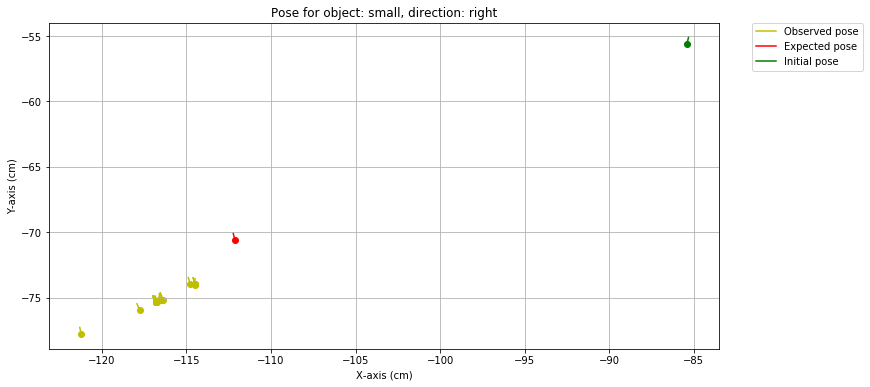 Pose for object: small, direction: right
Observed pose
Expected pose
Initial pose
Y-axis (cm)
−55
−60
−65
−70
−75
−120
−115
−110
−105
−100
−95
−90
−85
X-axis (cm)